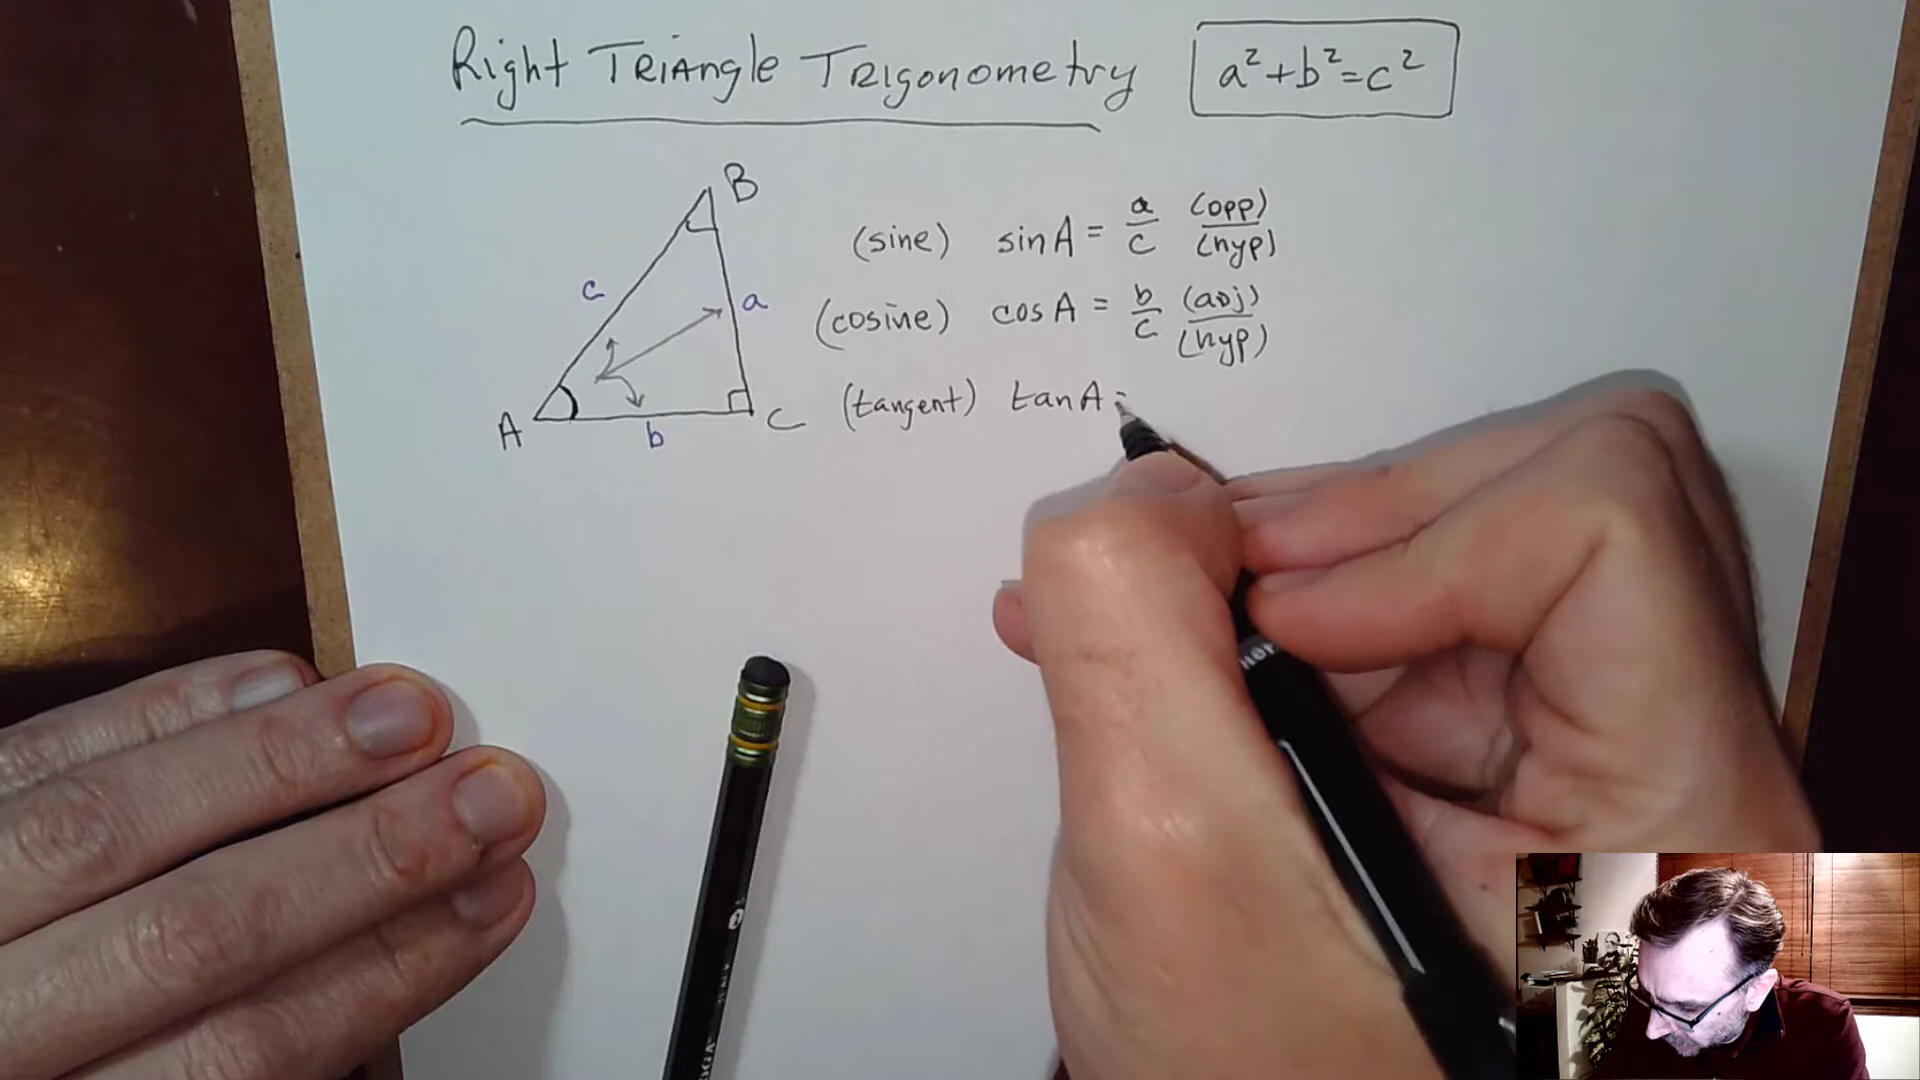 Right Triangle Trigonometry a²+b²=c²
B
(sine) sin A = a/c (opp)/(hyp)
c
a
(cosine) cos A = b/c (adj)/(hyp)
(tangent) tan A =
A
b
C